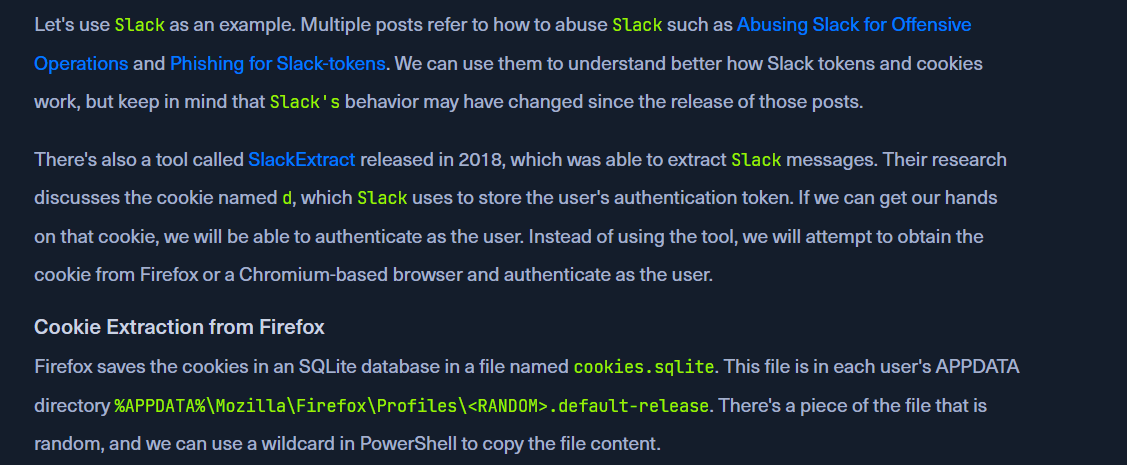 Let's use Slack as an example. Multiple posts refer to how to abuse Slack such as Abusing Slack for Offensive
Operations and Phishing for Slack-tokens. We can use them to understand better how Slack tokens and cookies
work, but keep in mind that Slack's behavior may have changed since the release of those posts.
There's also a tool called SlackExtract released in 2018, which was able to extract Slack messages. Their research
discusses the cookie named d, which Slack uses to store the user's authentication token. If we can get our hands
on that cookie, we will be able to authenticate as the user. Instead of using the tool, we will attempt to obtain the
cookie from Firefox or a Chromium-based browser and authenticate as the user.
Cookie Extraction from Firefox
Firefox saves the cookies in an SQLite database in a file named cookies.sqlite. This file is in each user's APPDATA
directory %APPDATA%\Mozilla\Firefox\Profiles\<RANDOM>.default-release. There's a piece of the file that is
random, and we can use a wildcard in PowerShell to copy the file content.